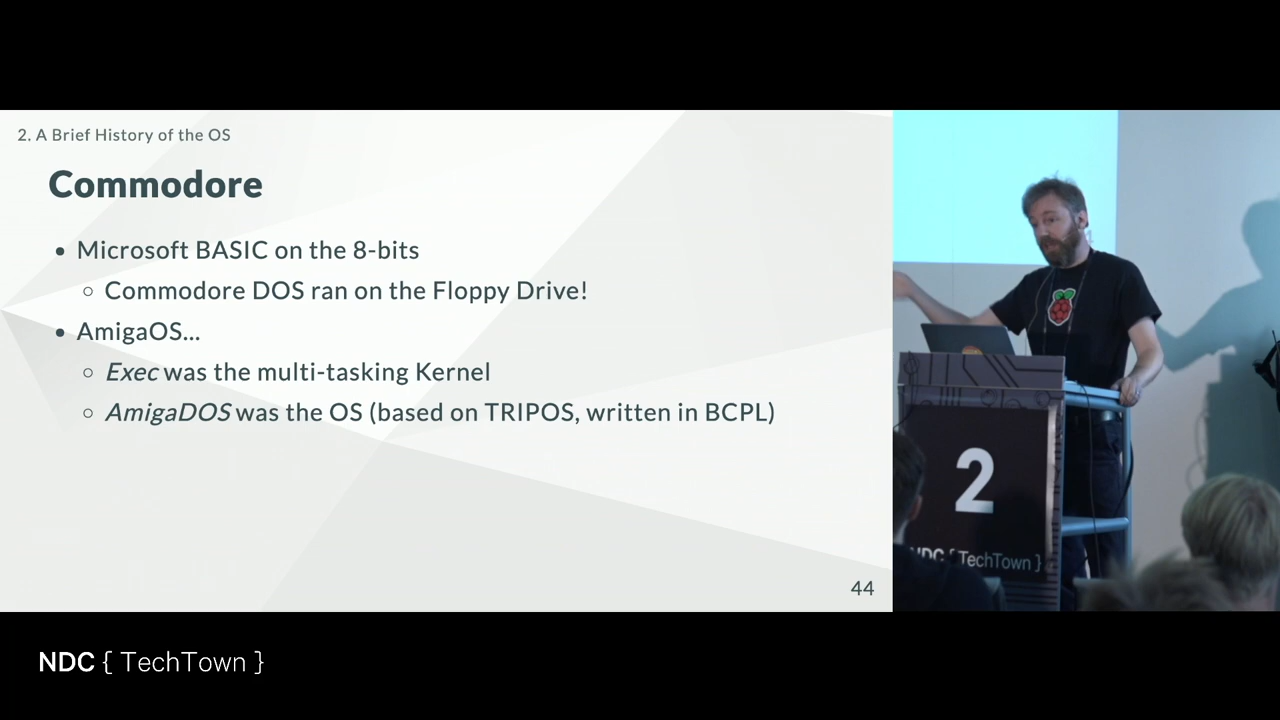 2. A Brief History of the OS
Commodore
• Microsoft BASIC on the 8-bits
○ Commodore DOS ran on the Floppy Drive!
• AmigaOS...
○ Exec was the multi-tasking Kernel
○ AmigaDOS was the OS (based on TRIPOS, written in BCPL)
44
2
NDC { TechTown }
NDC { TechTown }